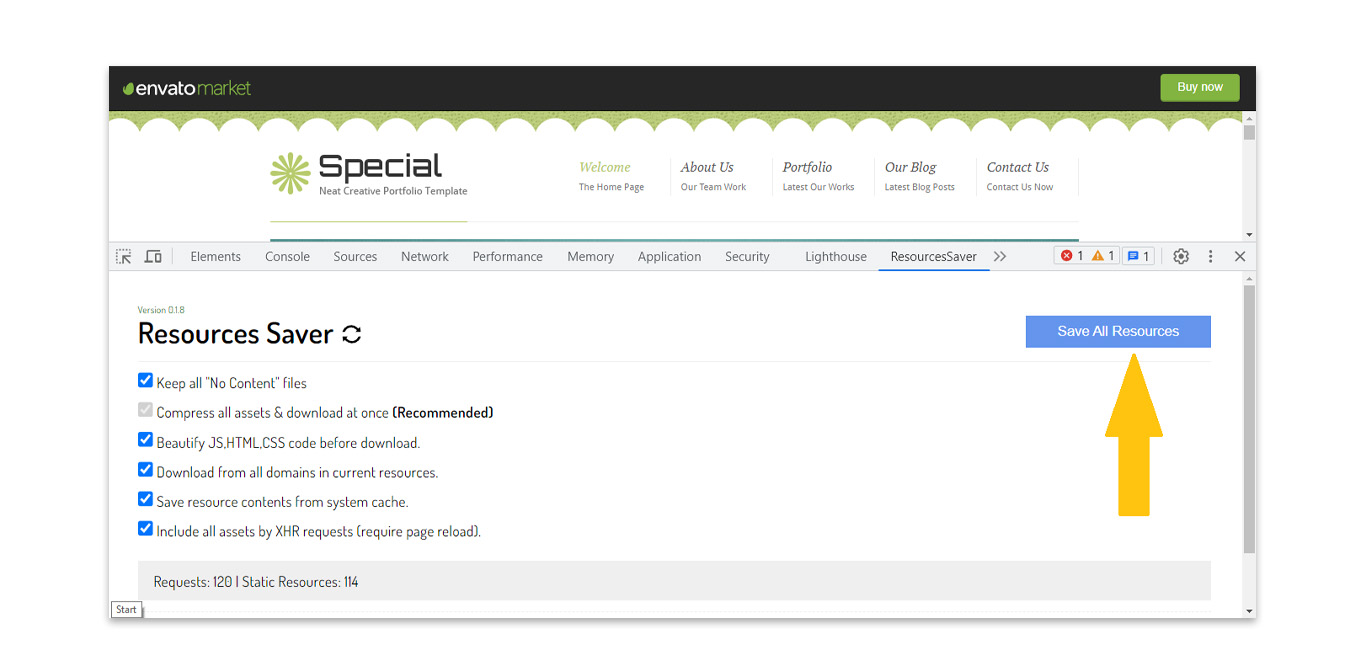 envato market
Buy now
Special
Neat Creative Portfolio Template
Welcome
The Home Page
About Us
Our Team Work
Portfolio
Latest Our Works
Our Blog
Latest Blog Posts
Contact Us
Contact Us Now
Elements Console Sources Network Performance Memory Application Security Lighthouse ResourcesSaver 1 1 1
Version 0.1.8
Resources Saver
Save All Resources
Keep all "No Content" files
Compress all assets & download at once (Recommended)
Beautify JS,HTML,CSS code before download.
Download from all domains in current resources.
Save resource contents from system cache.
Include all assets by XHR requests (require page reload).
Requests: 120 | Static Resources: 114
Start